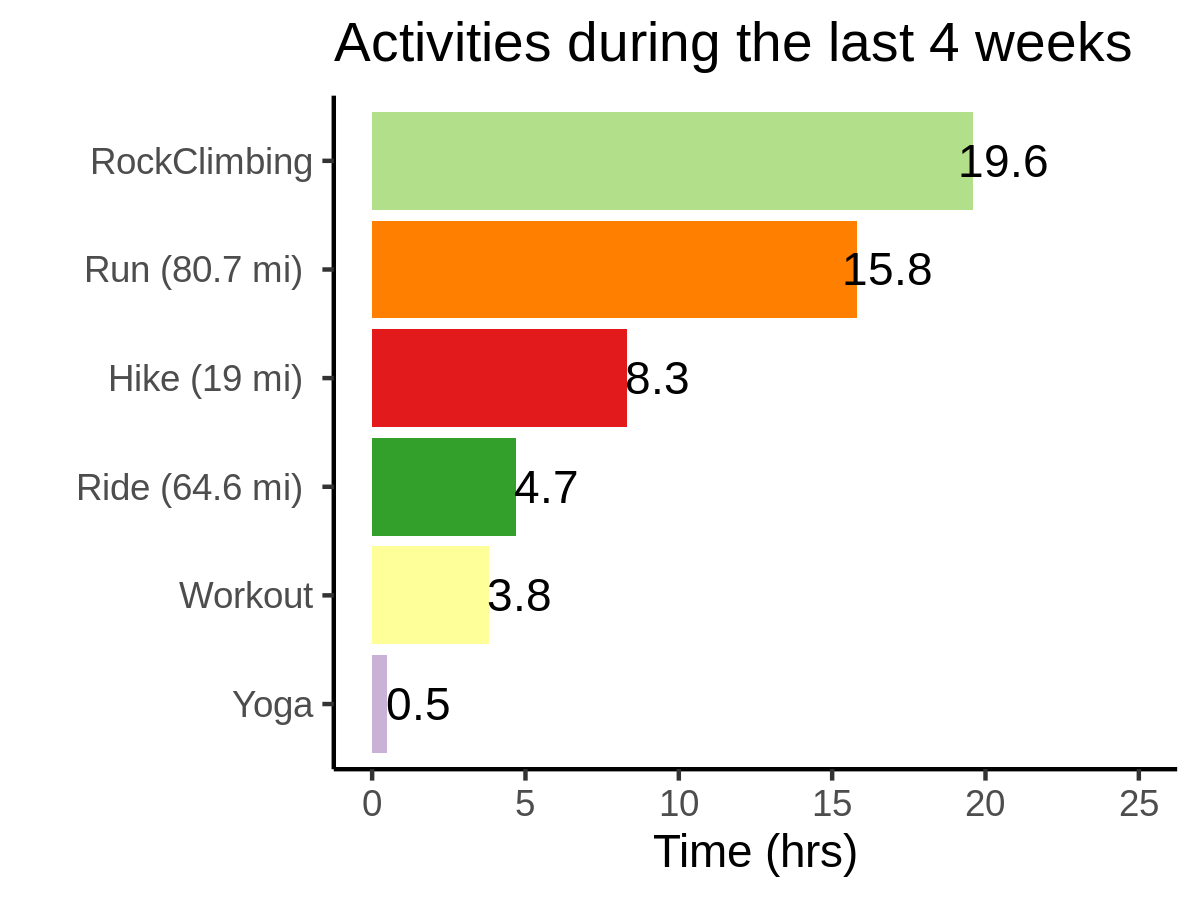 Activities during the last 4 weeks
RockClimbing 19.6
Run (80.7 mi) 15.8
Hike (19 mi) 8.3
Ride (64.6 mi) 4.7
Workout 3.8
Yoga 0.5
0 5 10 15 20 25
Time (hrs)